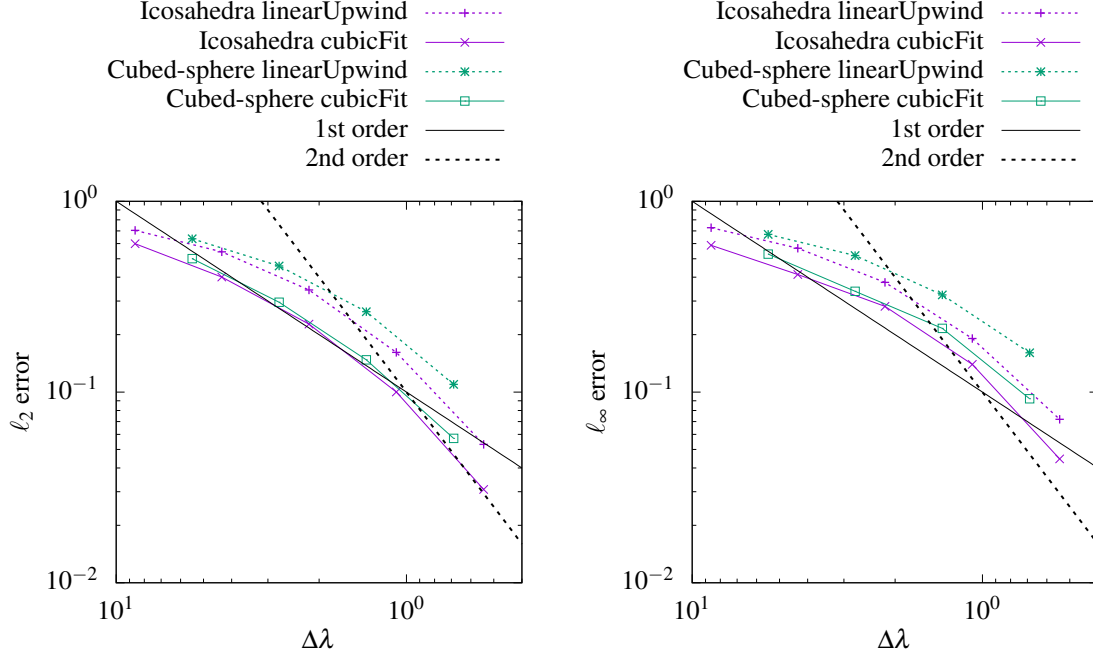 Icosahedra linearUpwind
Icosahedra cubicFit
Cubed-sphere linearUpwind
Cubed-sphere cubicFit
1st order
2nd order
10^0
10^-1
10^-2
ℓ2 error
10^1
10^0
Δλ
Icosahedra linearUpwind
Icosahedra cubicFit
Cubed-sphere linearUpwind
Cubed-sphere cubicFit
1st order
2nd order
10^0
10^-1
10^-2
ℓ∞ error
10^1
10^0
Δλ